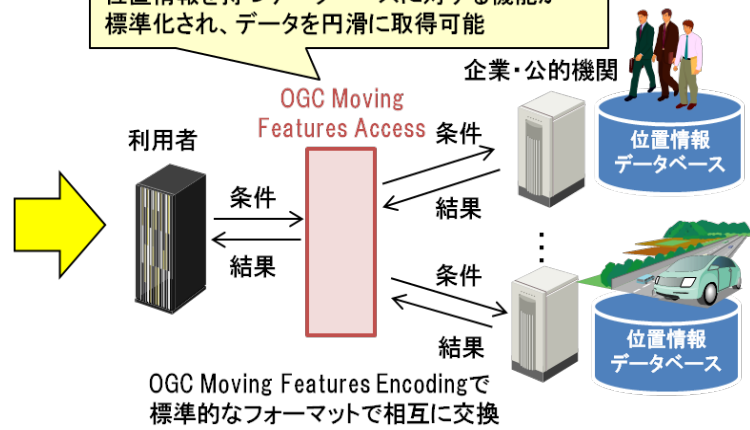 標準化され、データを円滑に取得可能
企業・公的機関
OGC Moving
Features Access
利用者
条件
結果
条件
結果
位置情報
データベース
条件
結果
位置情報
データベース
OGC Moving Features Encodingで
標準的なフォーマットで相互に交換